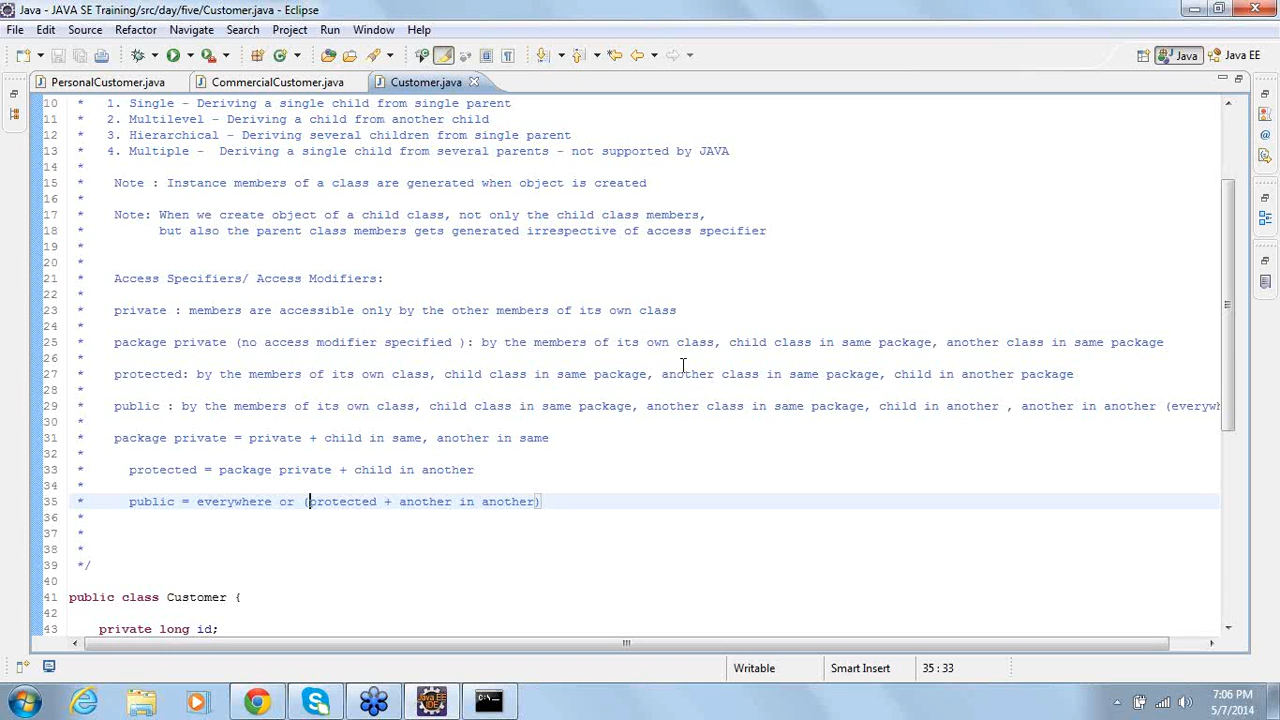 Java - JAVA SE Training/src/day/five/Customer.java - Eclipse
File Edit Source Refactor Navigate Search Project Run Window Help
Java Java EE
PersonalCustomer.java CommercialCustomer.java Customer.java
10 * 1. Single - Deriving a single child from single parent
11 * 2. Multilevel - Deriving a child from another child
12 * 3. Hierarchical - Deriving several children from single parent
13 * 4. Multiple - Deriving a single child from several parents - not supported by JAVA
14 *
15 * Note : Instance members of a class are generated when object is created
16 *
17 * Note: When we create object of a child class, not only the child class members,
18 * but also the parent class members gets generated irrespective of access specifier
19 *
20 *
21 * Access Specifiers/ Access Modifiers:
22 *
23 * private : members are accessible only by the other members of its own class
24 *
25 * package private (no access modifier specified ): by the members of its own class, child class in same package, another class in same package
26 *
27 * protected: by the members of its own class, child class in same package, another class in same package, child in another package
28 *
29 * public : by the members of its own class, child class in same package, another class in same package, child in another , another in another (everywh
30 *
31 * package private = private + child in same, another in same
32 *
33 * protected = package private + child in another
34 *
35 * public = everywhere or (protected + another in another)
36 *
37 *
38 *
39 */
40
41 public class Customer {
42
43 private long id;
Writable Smart Insert 35 : 33
Java EE IDE
C:\
7:06 PM
5/7/2014